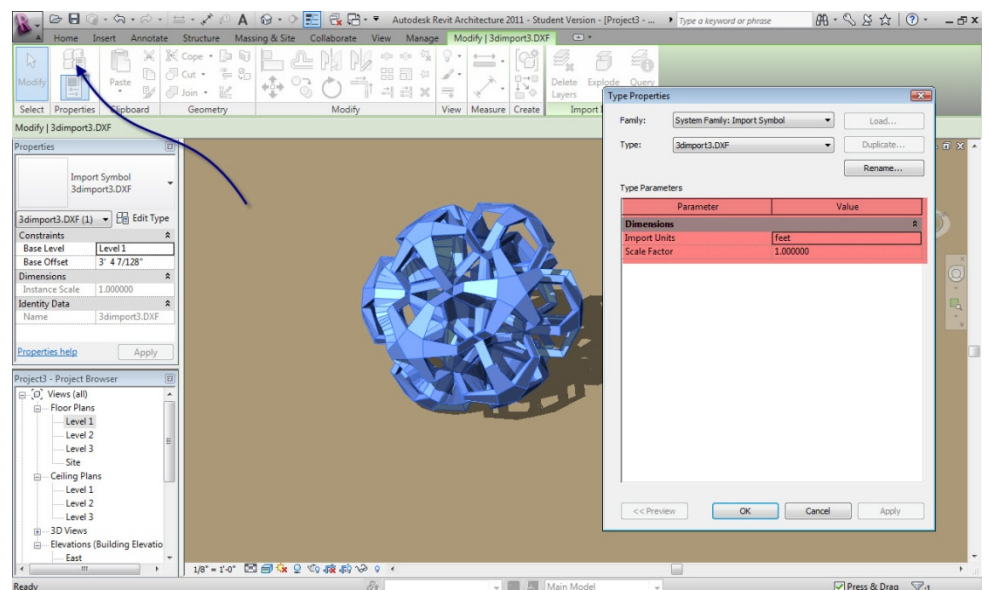 Autodesk Revit Architecture 2011 - Student Version - [Project3 - ...
Type a keyword or phrase
Home Insert Annotate Structure Massing & Site Collaborate View Manage Modify | 3dimport3.DXF
Modify
Paste
Cope
Cut
Join
Delete Layers
Explode
Query
Select Properties Clipboard Geometry Modify View Measure Create Import
Modify | 3dimport3.DXF
Properties
Import Symbol
3dimport3.DXF
3dimport3.DXF (1) Edit Type
Constraints
Base Level Level 1
Base Offset 3' 4 7/128"
Dimensions
Instance Scale 1.000000
Identity Data
Name 3dimport3.DXF
Properties help Apply
Project3 - Project Browser
Views (all)
Floor Plans
Level 1
Level 2
Level 3
Site
Ceiling Plans
Level 1
Level 2
Level 3
3D Views
Elevations (Building Elevatio
East
Type Properties
Family: System Family: Import Symbol Load...
Type: 3dimport3.DXF Duplicate...
Rename...
Type Parameters
Parameter Value
Dimensions
Import Units feet
Scale Factor 1.000000
<< Preview OK Cancel Apply
1/8" = 1'-0"
Ready Main Model Press & Drag :1